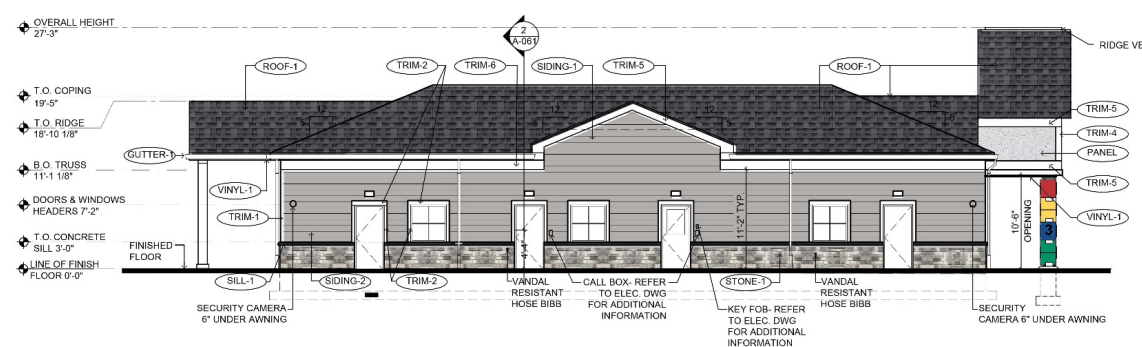 OVERALL HEIGHT
27'-3"
2
A-061
RIDGE VE
ROOF-1
TRIM-2
TRIM-6
SIDING-1
TRIM-5
ROOF-1
T.O. COPING
19'-5"
T.O. RIDGE
18'-10 1/8"
12
5
12
5
12
5
12
TRIM-5
TRIM-4
PANEL
TRIM-5
VINYL-1
GUTTER-1
B.O. TRUSS
11'-1 1/8"
VINYL-1
DOORS & WINDOWS
HEADERS 7'-2"
TRIM-1
11'-2" TYP.
10'-6"
OPENING
3
T.O. CONCRETE
SILL 3'-0"
FINISHED
FLOOR
4'-4"
LINE OF FINISH
FLOOR 0'-0"
SILL-1
SIDING-2
TRIM-2
VANDAL
RESISTANT
HOSE BIBB
CALL BOX- REFER
TO ELEC. DWG
FOR ADDITIONAL
INFORMATION
STONE-1
VANDAL
RESISTANT
HOSE BIBB
SECURITY CAMERA
6" UNDER AWNING
KEY FOB- REFER
TO ELEC. DWG
FOR ADDITIONAL
INFORMATION
SECURITY
CAMERA 6" UNDER AWNING